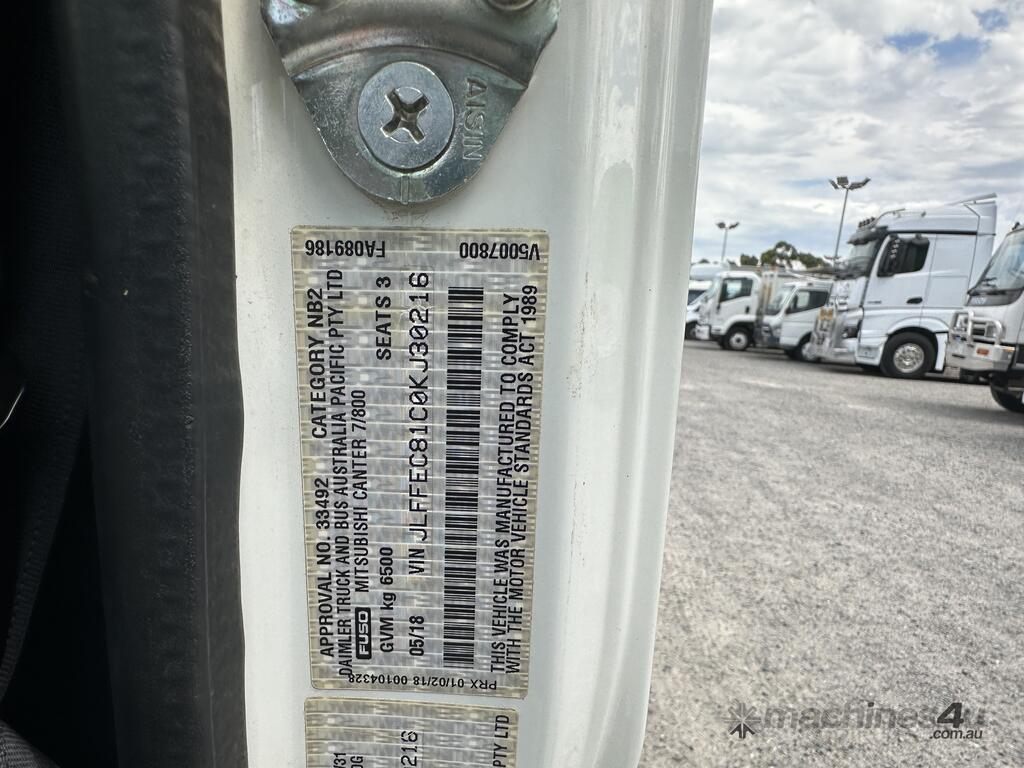 AISIN
FA089186
V5007800
APPROVAL NO. 33492 CATEGORY NB2
DAIMLER TRUCK AND BUS AUSTRALIA PACIFIC PTY LTD
FUSO MITSUBISHI CANTER 7/800
GVM kg 6500 SEATS 3
05/18 VIN JLFFEC81C0KJ30216
THIS VEHICLE WAS MANUFACTURED TO COMPLY
WITH THE MOTOR VEHICLE STANDARDS ACT 1989
PRX 01/02/18 00104328
216
PTY LTD
machines4u
.com.au